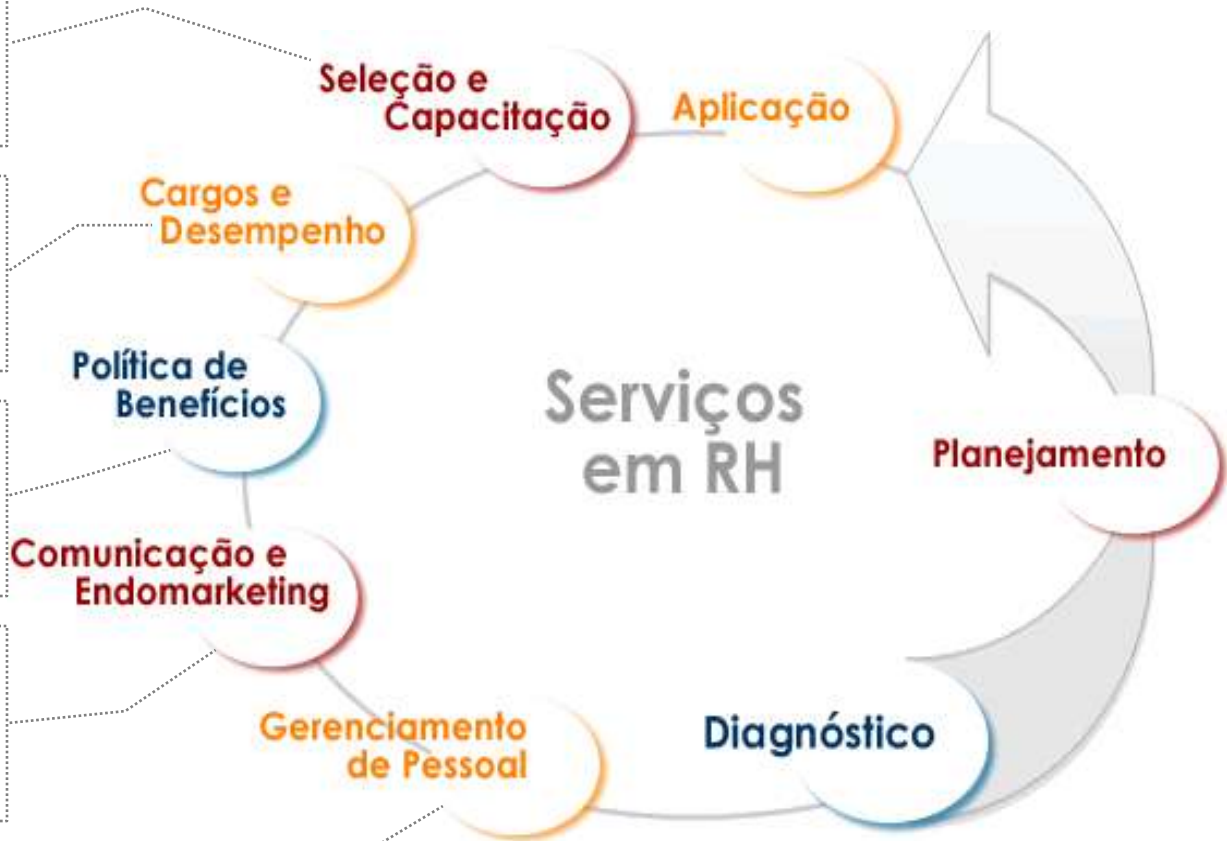 Seleção e
Capacitação
Aplicação
Cargos e
Desempenho
Política de
Benefícios
Serviços
em RH
Planejamento
Comunicação e
Endomarketing
Gerenciamento
de Pessoal
Diagnóstico